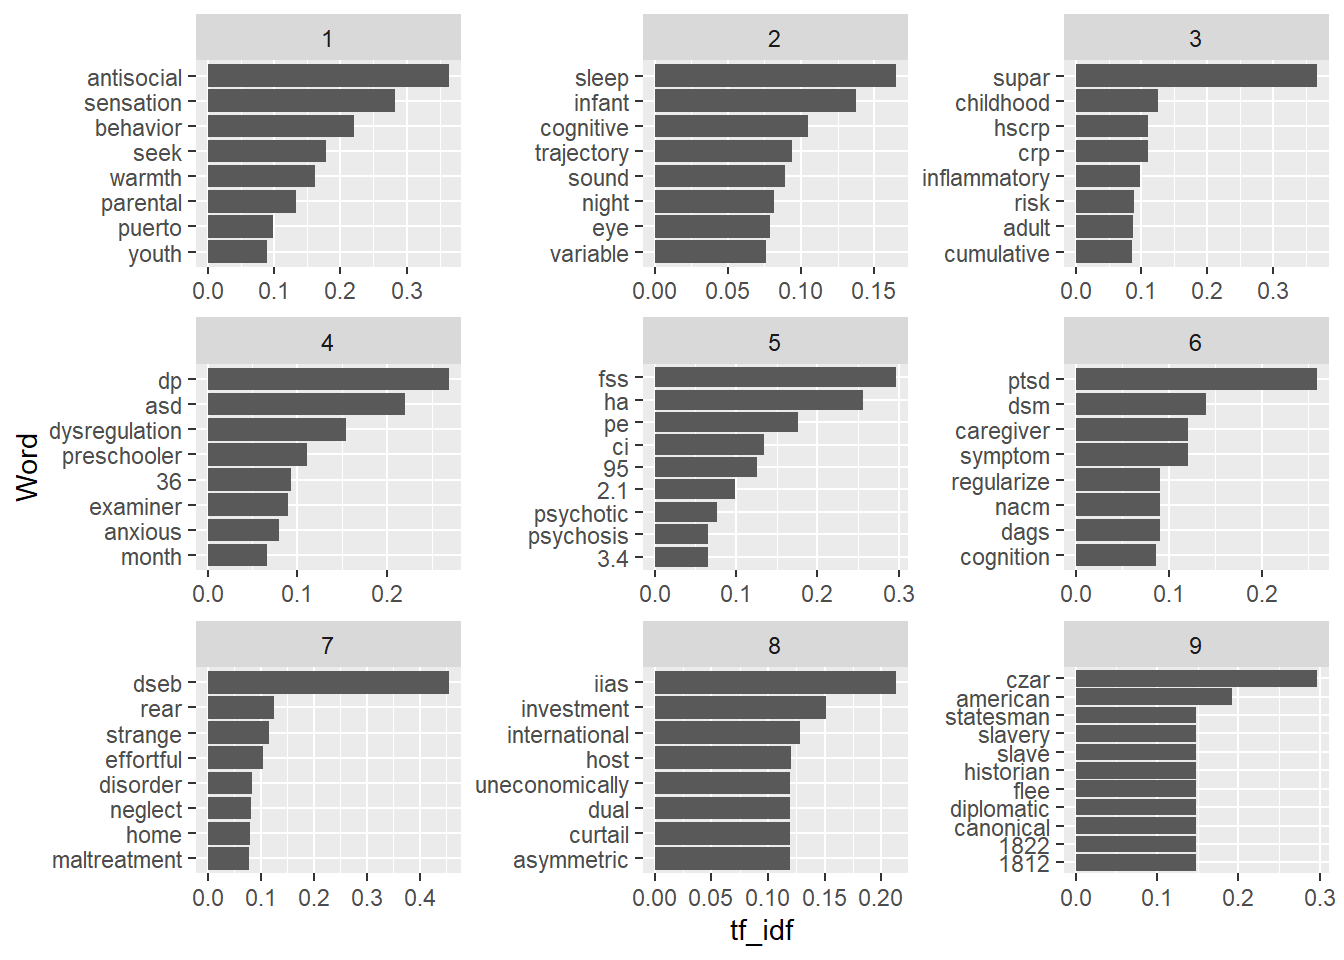 1
antisocial
sensation
behavior
seek
warmth
parental
puerto
youth
0.0 0.1 0.2 0.3
2
sleep
infant
cognitive
trajectory
sound
night
eye
variable
0.00 0.05 0.10 0.15
3
supar
childhood
hscrp
crp
inflammatory
risk
adult
cumulative
0.0 0.1 0.2 0.3
Word
4
dp
asd
dysregulation
preschooler
36
examiner
anxious
month
0.0 0.1 0.2
5
fss
ha
pe
ci
95
2.1
psychotic
psychosis
3.4
0.0 0.1 0.2 0.3
6
ptsd
dsm
caregiver
symptom
regularize
nacm
dags
cognition
0.0 0.1 0.2
7
dseb
rear
strange
effortful
disorder
neglect
home
maltreatment
0.0 0.1 0.2 0.3 0.4
8
iias
investment
international
host
uneconomically
dual
curtail
asymmetric
0.00 0.05 0.10 0.15 0.20
9
czar
american
statesman
slavery
slave
historian
flee
diplomatic
canonical
1822
1812
0.0 0.1 0.2 0.3
tf_idf